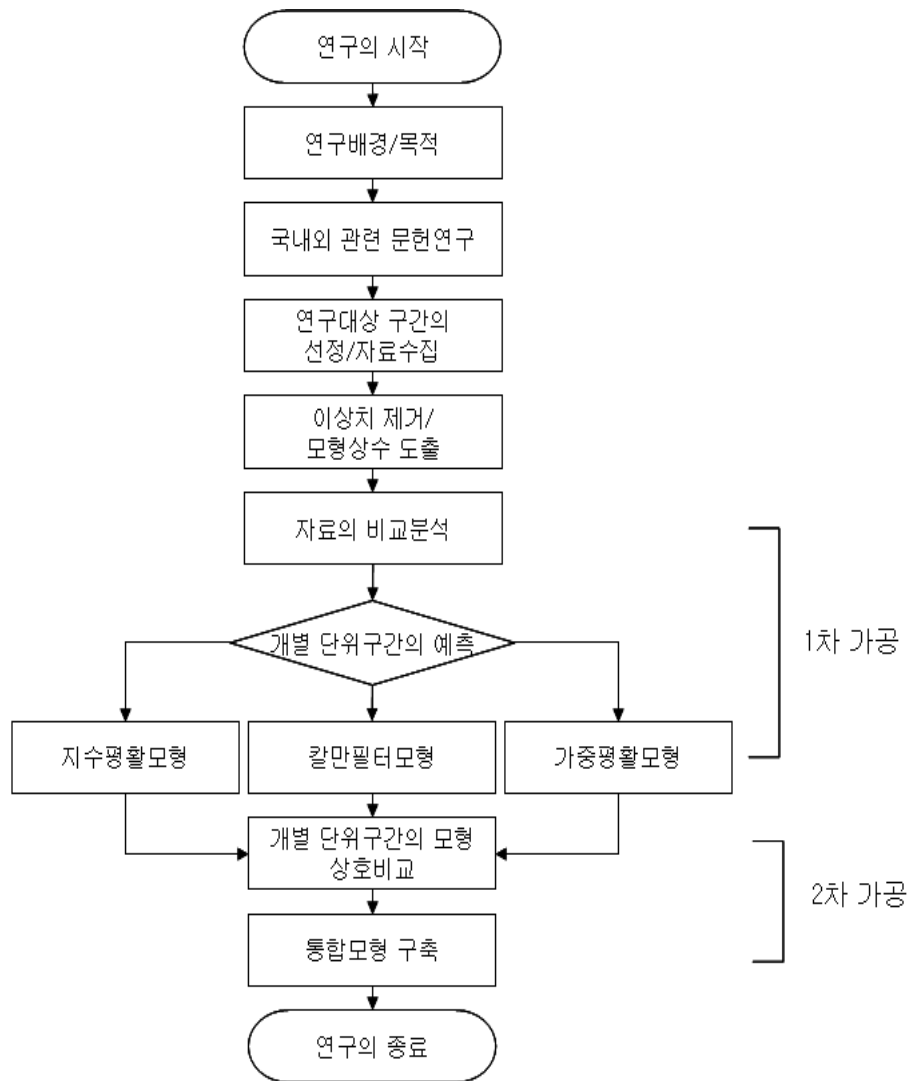 연구의 시작
연구배경/목적
국내외 관련 문헌연구
연구대상 구간의
선정/자료수집
이상치 제거/
모형상수 도출
자료의 비교분석
개별 단위구간의 예측
1차 가공
지수평활모형
칼만필터모형
가중평활모형
개별 단위구간의 모형
상호비교
2차 가공
통합모형 구축
연구의 종료